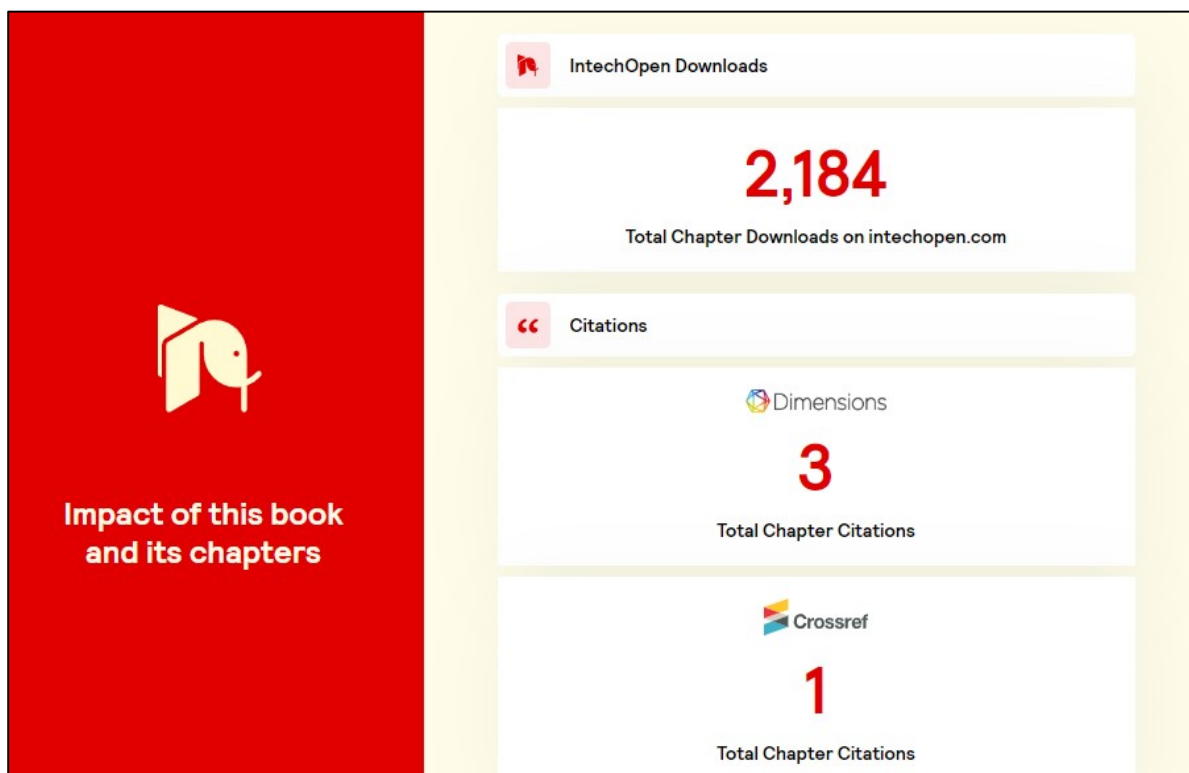 Impact of this book
and its chapters
IntechOpen Downloads
2,184
Total Chapter Downloads on intechopen.com
“ Citations
Dimensions
3
Total Chapter Citations
Crossref
1
Total Chapter Citations